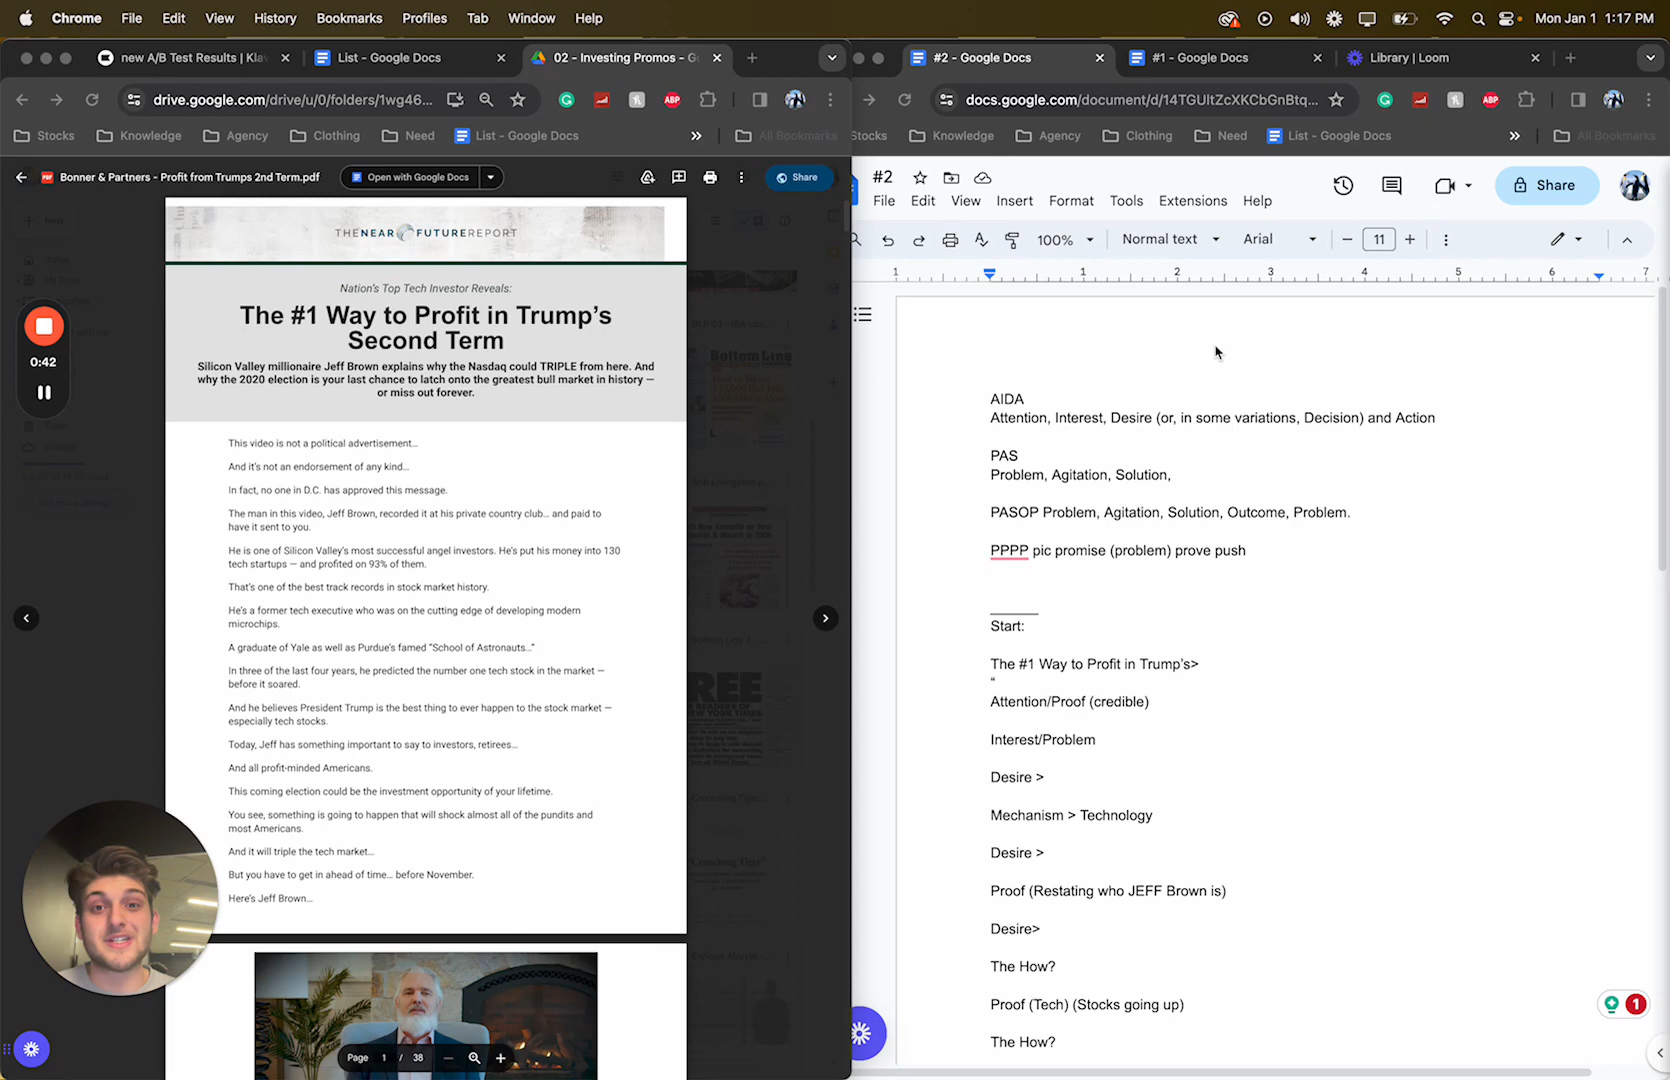 Chrome File Edit View History Bookmarks Profiles Tab Window Help Mon Jan 1 1:17 PM
new A/B Test Results | Kla
List - Google Docs
02 - Investing Promos - G
drive.google.com/drive/u/0/folders/1wg46...
ABP
Stocks Knowledge Agency Clothing Need List - Google Docs All Bookmarks
Bonner & Partners - Profit from Trumps 2nd Term.pdf
Open with Google Docs
Share
THENEARFUTUREREPORT
Nation's Top Tech Investor Reveals:
The #1 Way to Profit in Trump's
Second Term
Silicon Valley millionaire Jeff Brown explains why the Nasdaq could TRIPLE from here. And
why the 2020 election is your last chance to latch onto the greatest bull market in history —
or miss out forever.
This video is not a political advertisement...
And it's not an endorsement of any kind...
In fact, no one in D.C. has approved this message.
The man in this video, Jeff Brown, recorded it at his private country club... and paid to
have it sent to you.
He is one of Silicon Valley's most successful angel investors. He's put his money into 130
tech startups — and profited on 93% of them.
That's one of the best track records in stock market history.
He's a former tech executive who was on the cutting edge of developing modern
microchips.
A graduate of Yale as well as Purdue's famed "School of Astronauts..."
In three of the last four years, he predicted the number one tech stock in the market —
before it soared.
And he believes President Trump is the best thing to ever happen to the stock market —
especially tech stocks.
Today, Jeff has something important to say to investors, retirees...
And all profit-minded Americans.
This coming election could be the investment opportunity of your lifetime.
You see, something is going to happen that will shock almost all of the pundits and
most Americans.
And it will triple the tech market...
But you have to get in ahead of time... before November.
Here's Jeff Brown...
Page 1 / 38
0:42
New
My Drive
Bottom Line
#2 - Google Docs
#1 - Google Docs
Library | Loom
docs.google.com/document/d/14TGUltZcXKCbGnBtq...
ABP
Stocks Knowledge Agency Clothing Need List - Google Docs All Bookmarks
#2
File Edit View Insert Format Tools Extensions Help
Share
100% Normal text Arial 11
1 1 2 3 4 5 6 7
AIDA
Attention, Interest, Desire (or, in some variations, Decision) and Action
PAS
Problem, Agitation, Solution,
PASOP Problem, Agitation, Solution, Outcome, Problem.
PPPP pic promise (problem) prove push
Start:
The #1 Way to Profit in Trump's>
“
Attention/Proof (credible)
Interest/Problem
Desire >
Mechanism > Technology
Desire >
Proof (Restating who JEFF Brown is)
Desire>
The How?
Proof (Tech) (Stocks going up)
The How?
1